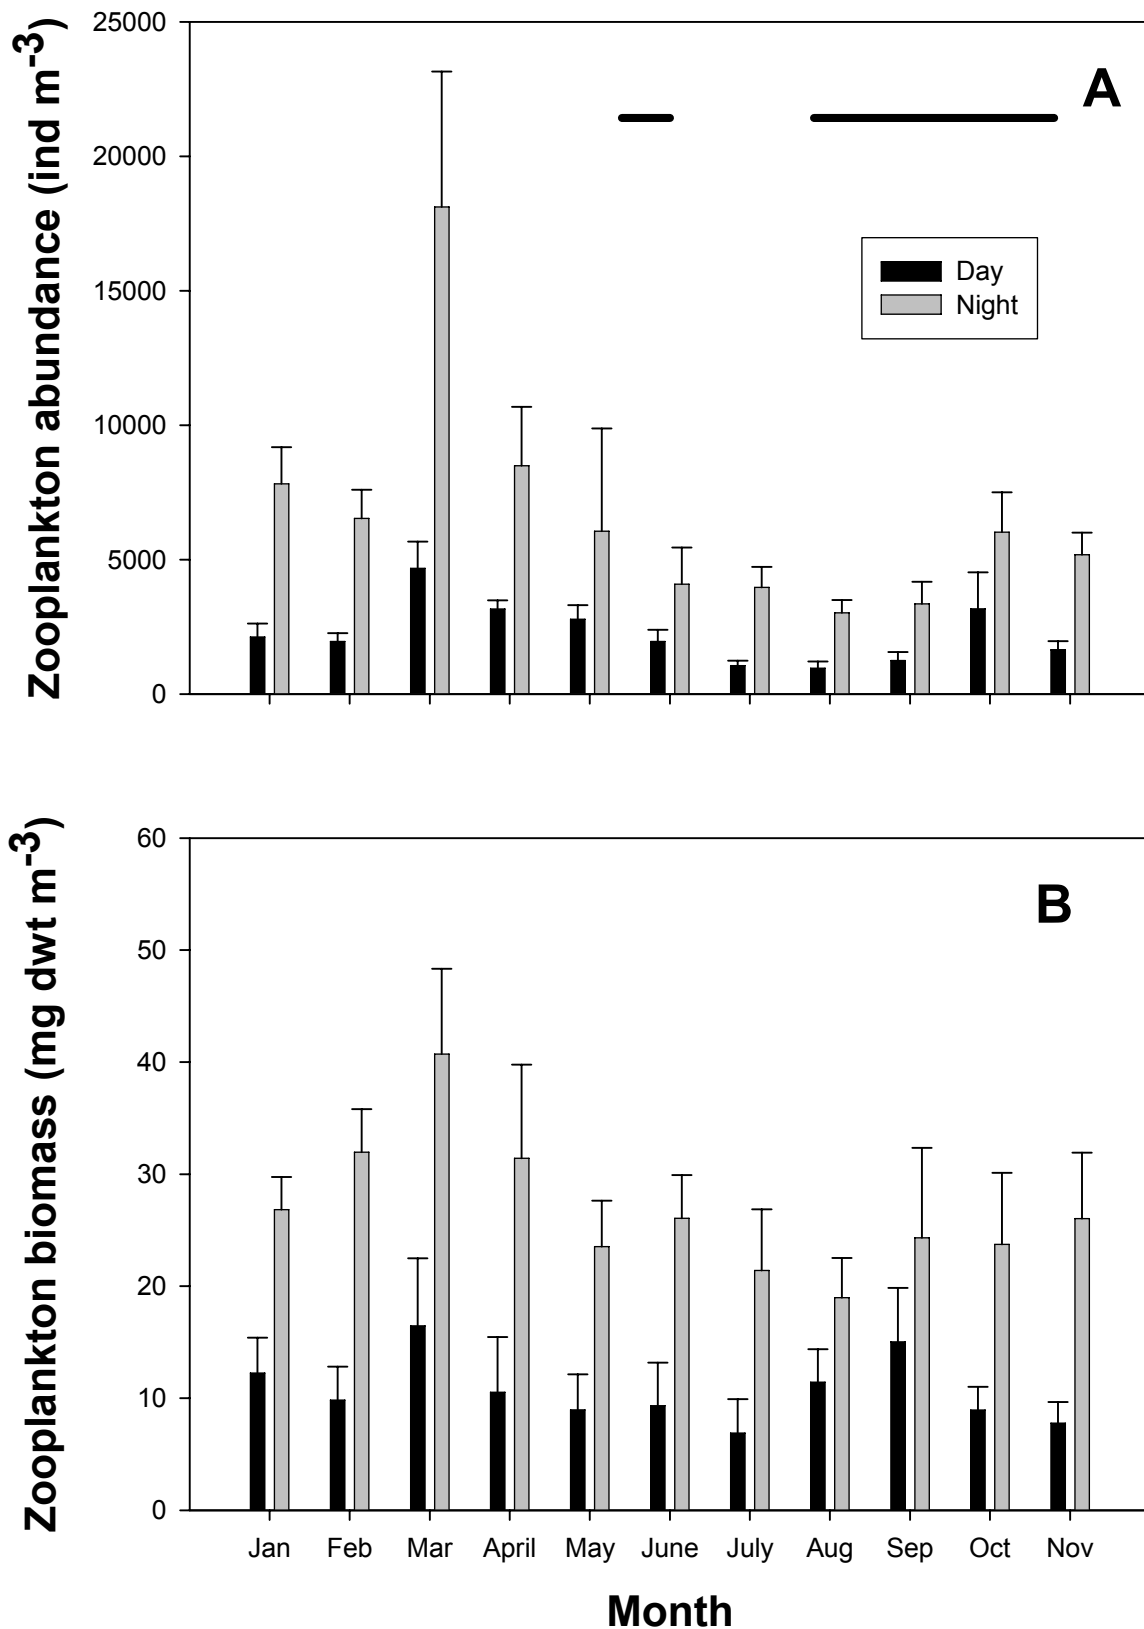 Zooplankton abundance (ind m-3)
25000
20000
15000
10000
5000
0
A
Day
Night
Zooplankton biomass (mg dwt m-3)
60
50
40
30
20
10
0
B
Jan Feb Mar April May June July Aug Sep Oct Nov
Month